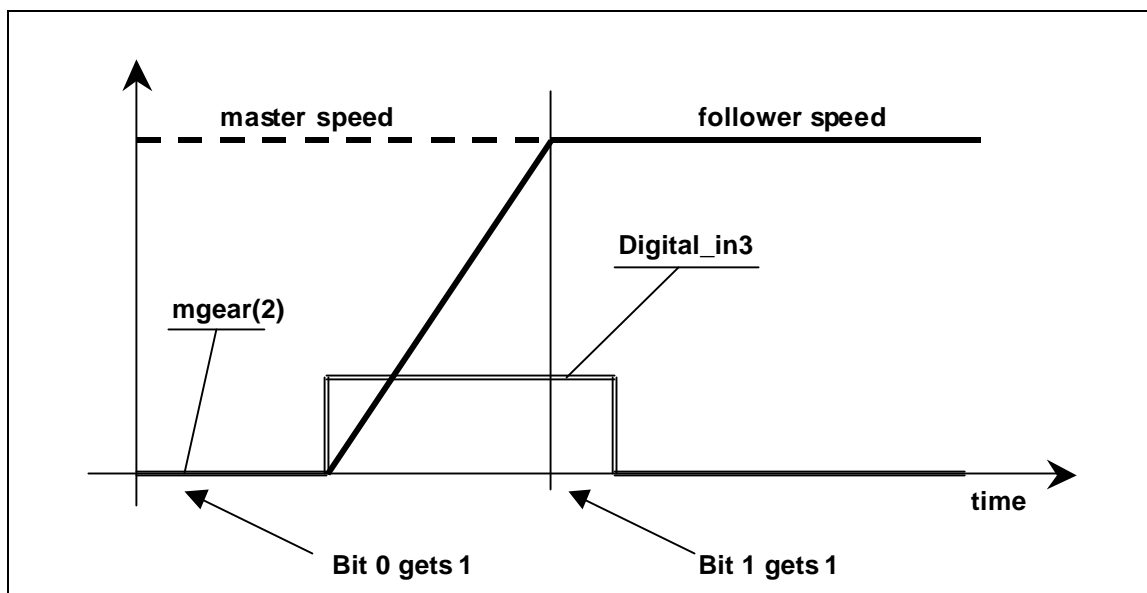 master speed
follower speed
Digital_in3
mgear(2)
time
Bit 0 gets 1
Bit 1 gets 1